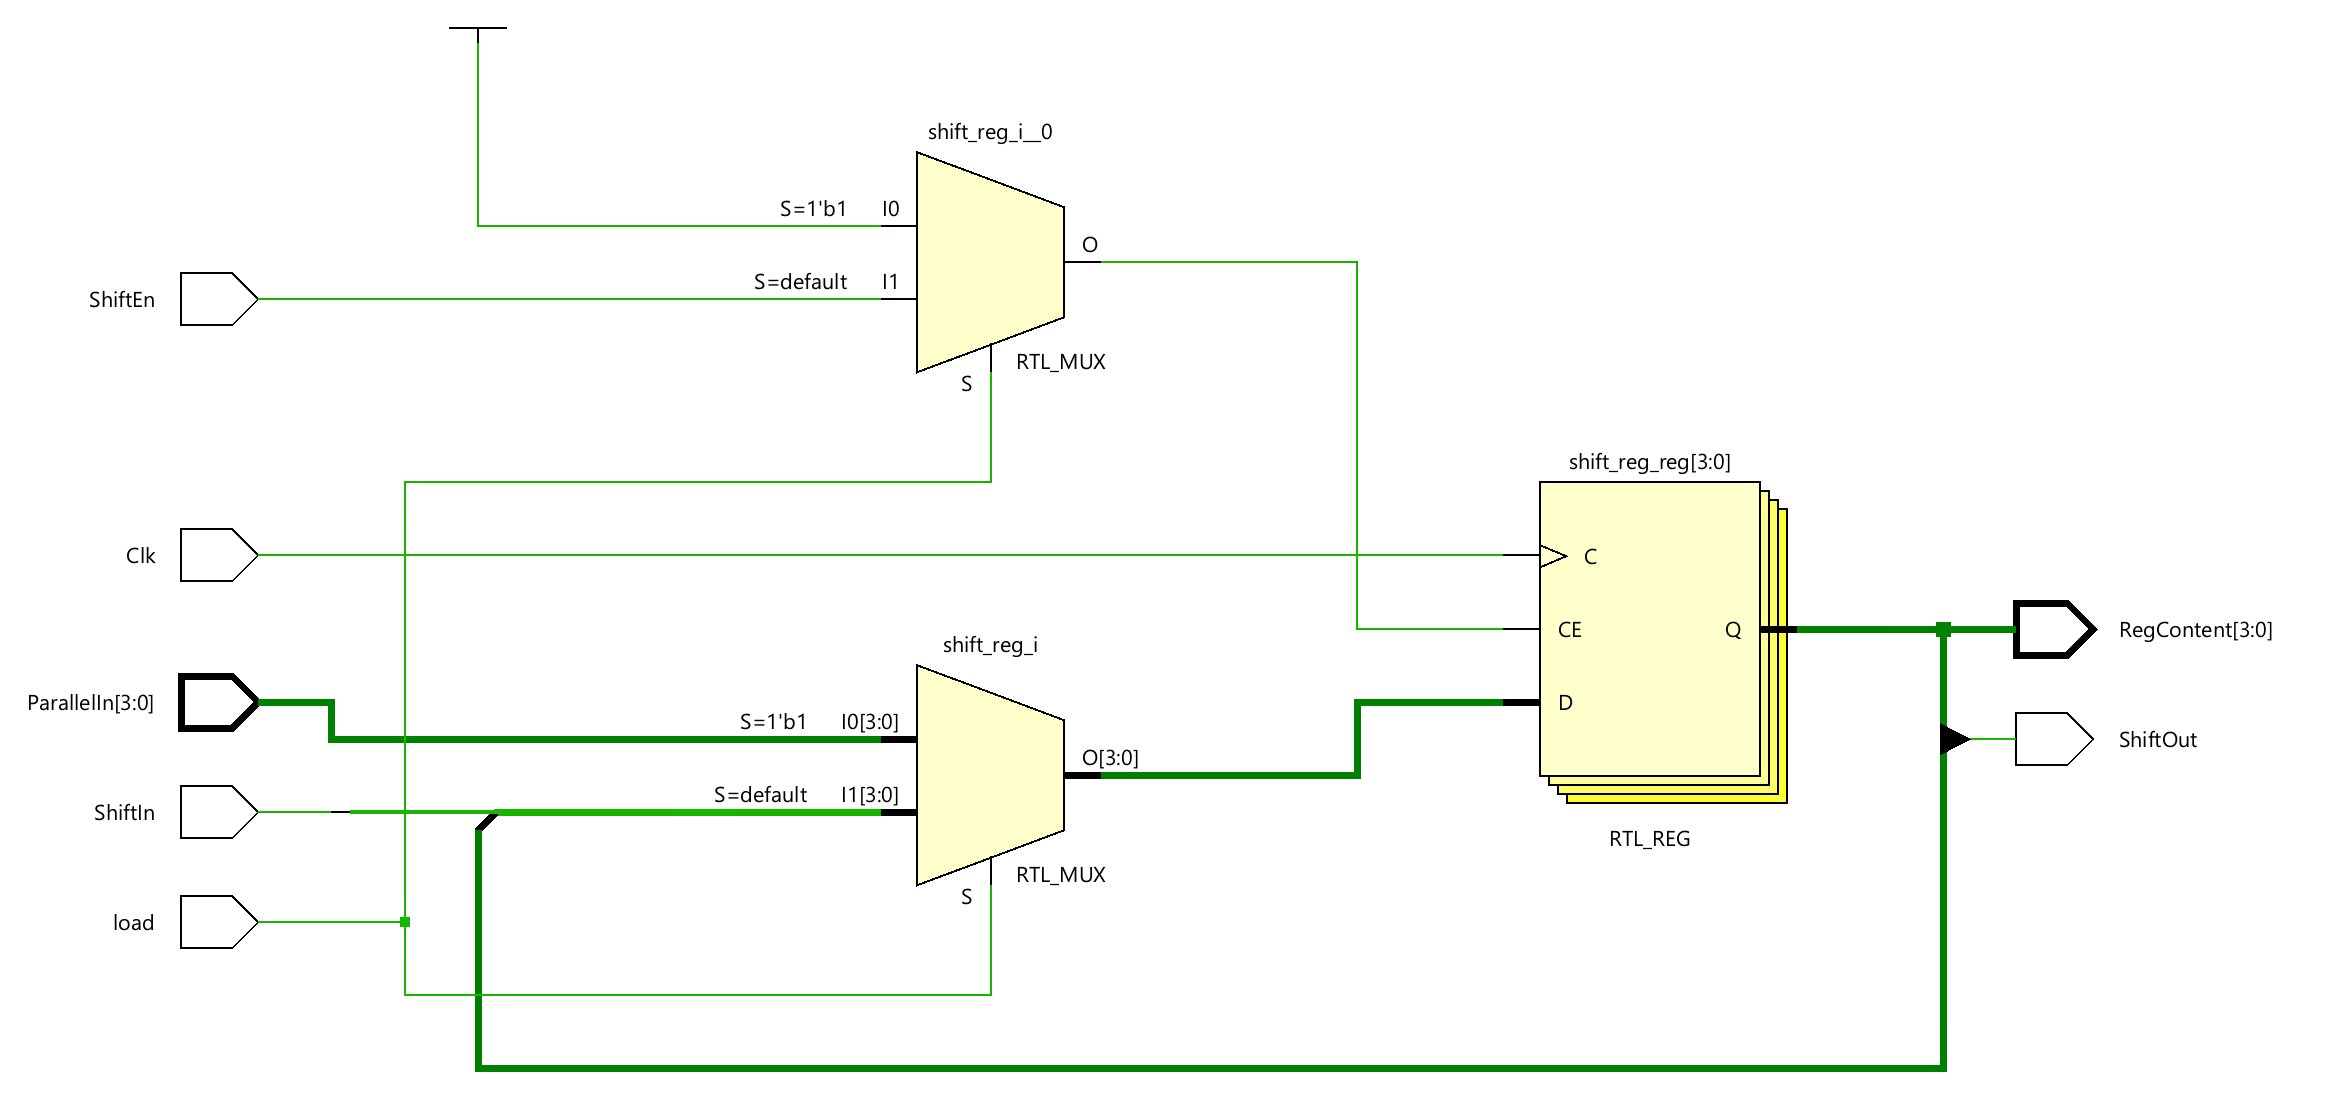 shift_reg_i__0
S=1'b1 I0
O
ShiftEn
S=default I1
RTL_MUX
S
shift_reg_reg[3:0]
Clk
C
CE
Q
RegContent[3:0]
shift_reg_i
ParallelIn[3:0]
D
S=1'b1 I0[3:0]
ShiftOut
O[3:0]
S=default I1[3:0]
ShiftIn
RTL_REG
RTL_MUX
S
load